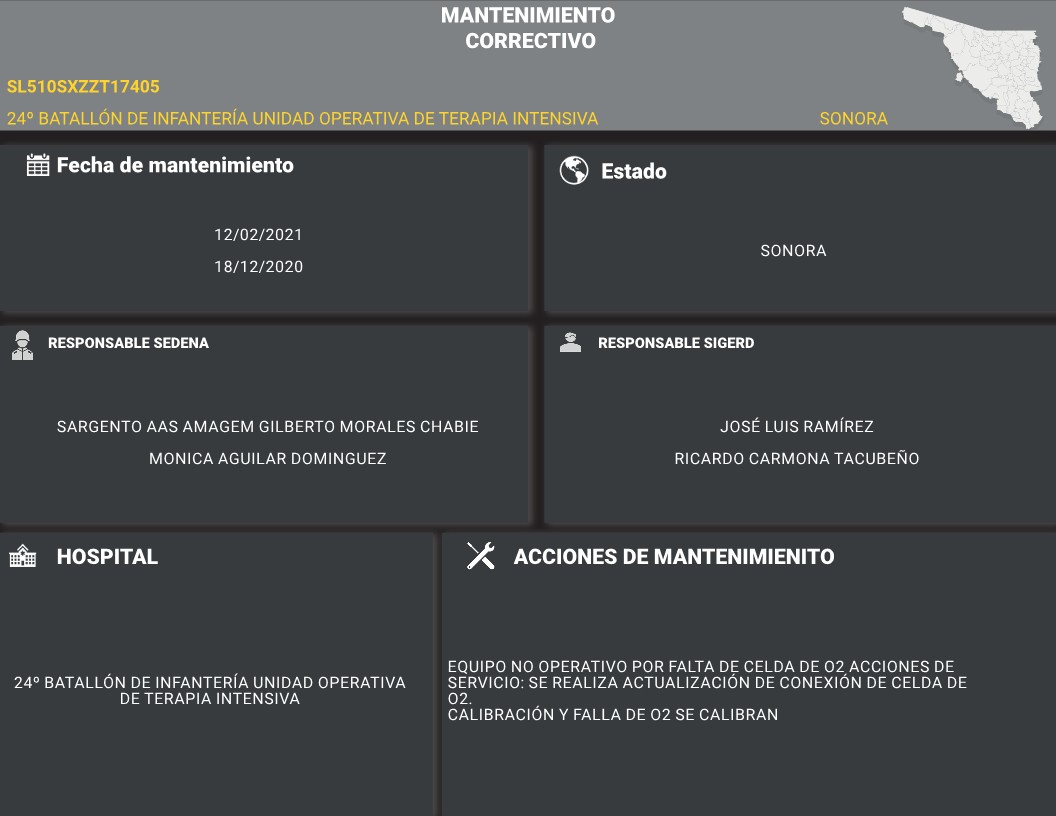 MANTENIMIENTO
CORRECTIVO
SL510SXZZT17405
24º BATALLÓN DE INFANTERÍA UNIDAD OPERATIVA DE TERAPIA INTENSIVA
SONORA
Fecha de mantenimiento
12/02/2021
18/12/2020
Estado
SONORA
RESPONSABLE SEDENA
SARGENTO AAS AMAGEM GILBERTO MORALES CHABIE
MONICA AGUILAR DOMINGUEZ
RESPONSABLE SIGERD
JOSÉ LUIS RAMÍREZ
RICARDO CARMONA TACUBEÑO
HOSPITAL
24º BATALLÓN DE INFANTERÍA UNIDAD OPERATIVA
DE TERAPIA INTENSIVA
ACCIONES DE MANTENIMIENITO
EQUIPO NO OPERATIVO POR FALTA DE CELDA DE O2 ACCIONES DE
SERVICIO: SE REALIZA ACTUALIZACIÓN DE CONEXIÓN DE CELDA DE
O2.
CALIBRACIÓN Y FALLA DE O2 SE CALIBRAN